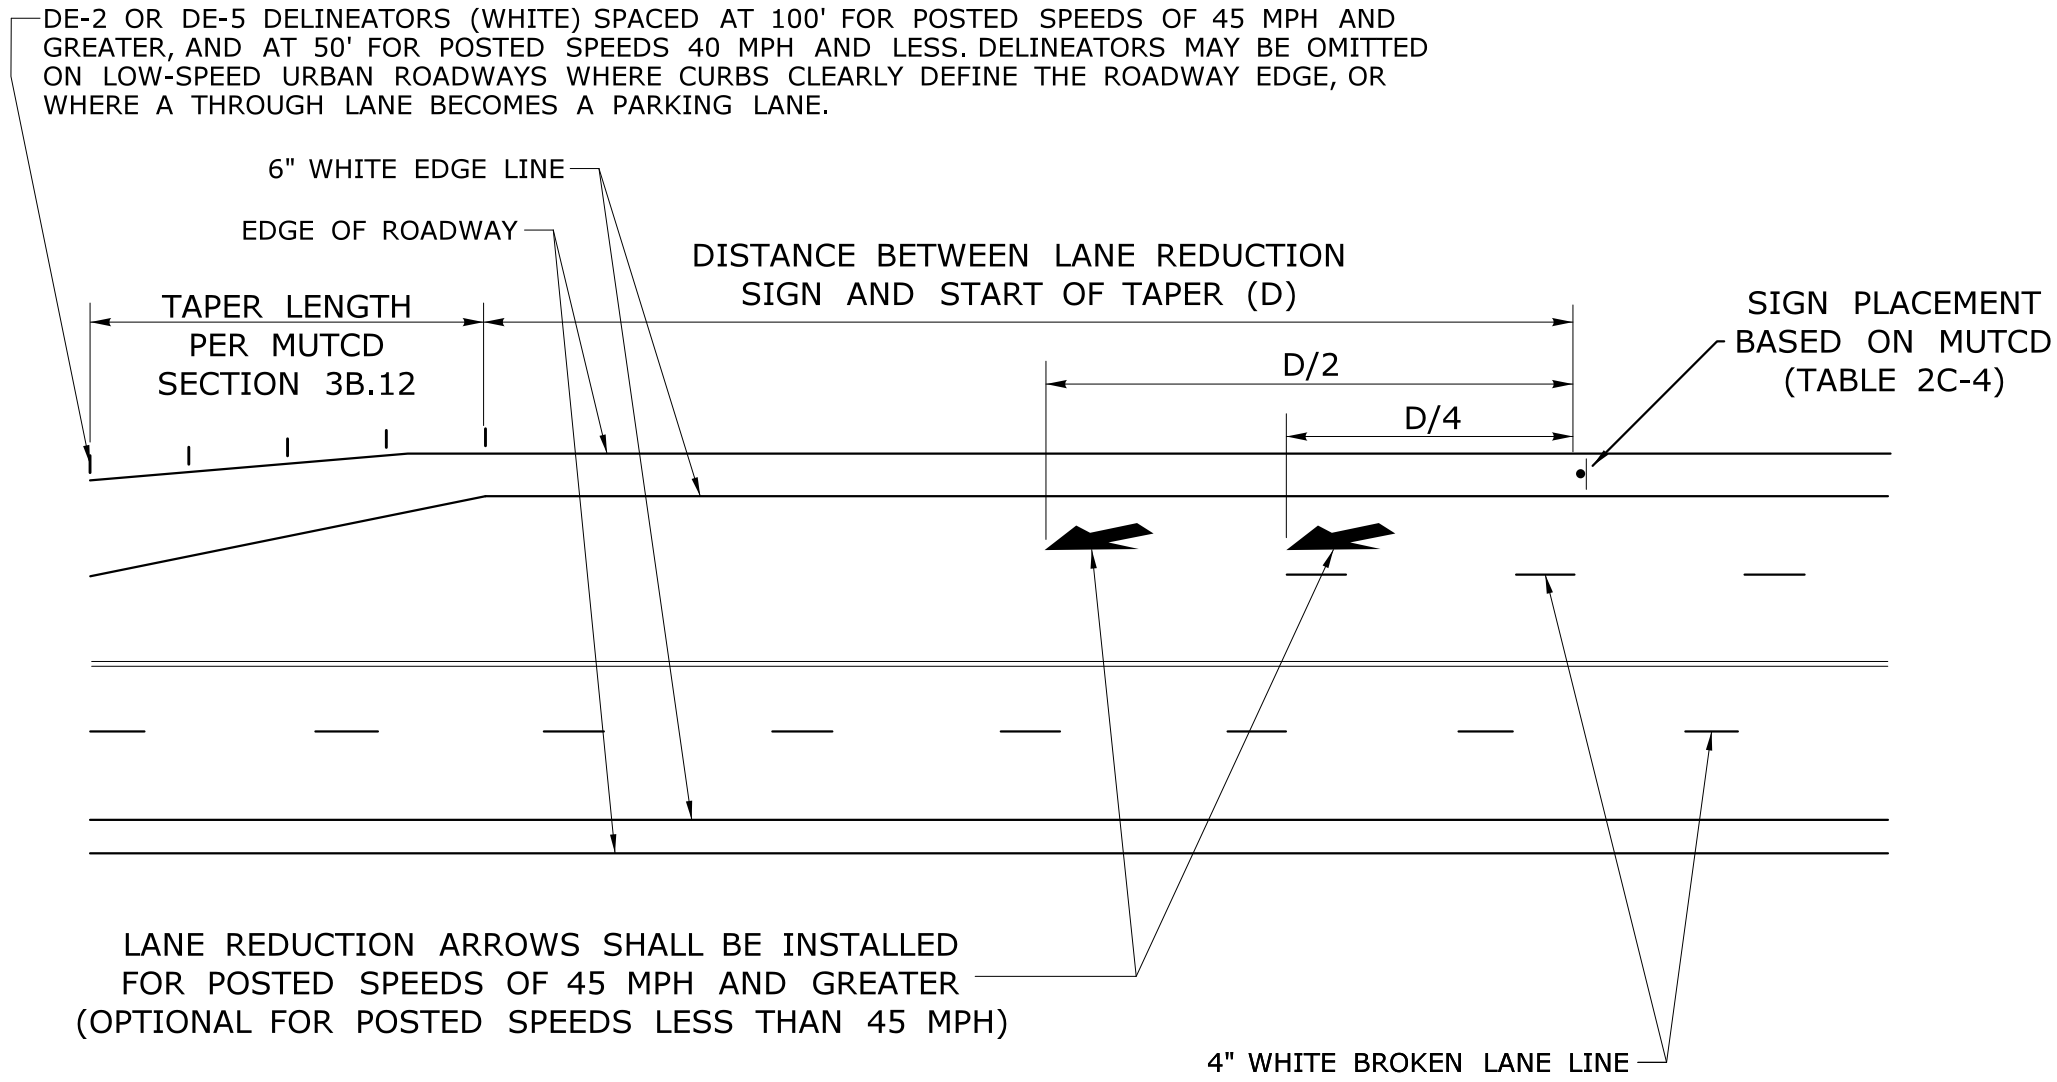 DE-2 OR DE-5 DELINEATORS (WHITE) SPACED AT 100' FOR POSTED SPEEDS OF 45 MPH AND
GREATER, AND AT 50' FOR POSTED SPEEDS 40 MPH AND LESS. DELINEATORS MAY BE OMITTED
ON LOW-SPEED URBAN ROADWAYS WHERE CURBS CLEARLY DEFINE THE ROADWAY EDGE, OR
WHERE A THROUGH LANE BECOMES A PARKING LANE.
6" WHITE EDGE LINE
EDGE OF ROADWAY
DISTANCE BETWEEN LANE REDUCTION
SIGN AND START OF TAPER (D)
TAPER LENGTH
PER MUTCD
SECTION 3B.12
SIGN PLACEMENT
BASED ON MUTCD
(TABLE 2C-4)
D/2
D/4
LANE REDUCTION ARROWS SHALL BE INSTALLED
FOR POSTED SPEEDS OF 45 MPH AND GREATER
(OPTIONAL FOR POSTED SPEEDS LESS THAN 45 MPH)
4" WHITE BROKEN LANE LINE